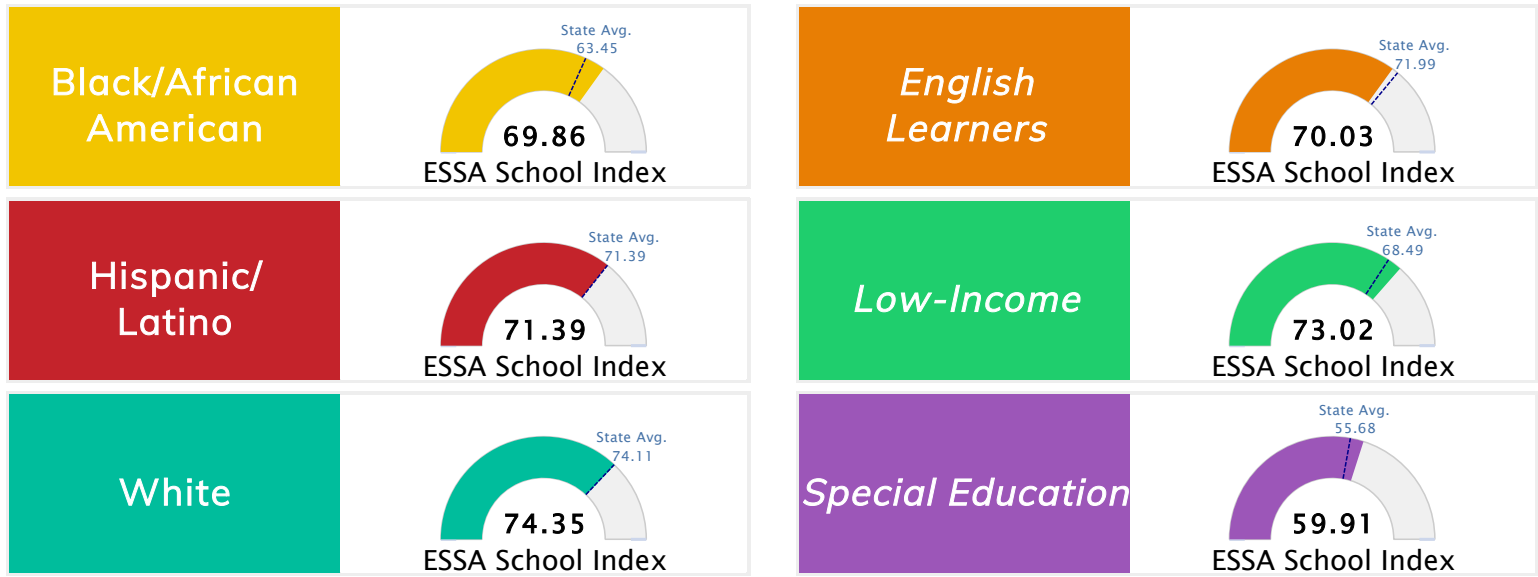 Black/African
American
State Avg.
63.45
69.86
ESSA School Index
English
Learners
State Avg.
71.99
70.03
ESSA School Index
Hispanic/
Latino
State Avg.
71.39
71.39
ESSA School Index
Low-Income
State Avg.
68.49
73.02
ESSA School Index
White
State Avg.
74.11
74.35
ESSA School Index
Special Education
State Avg.
55.68
59.91
ESSA School Index